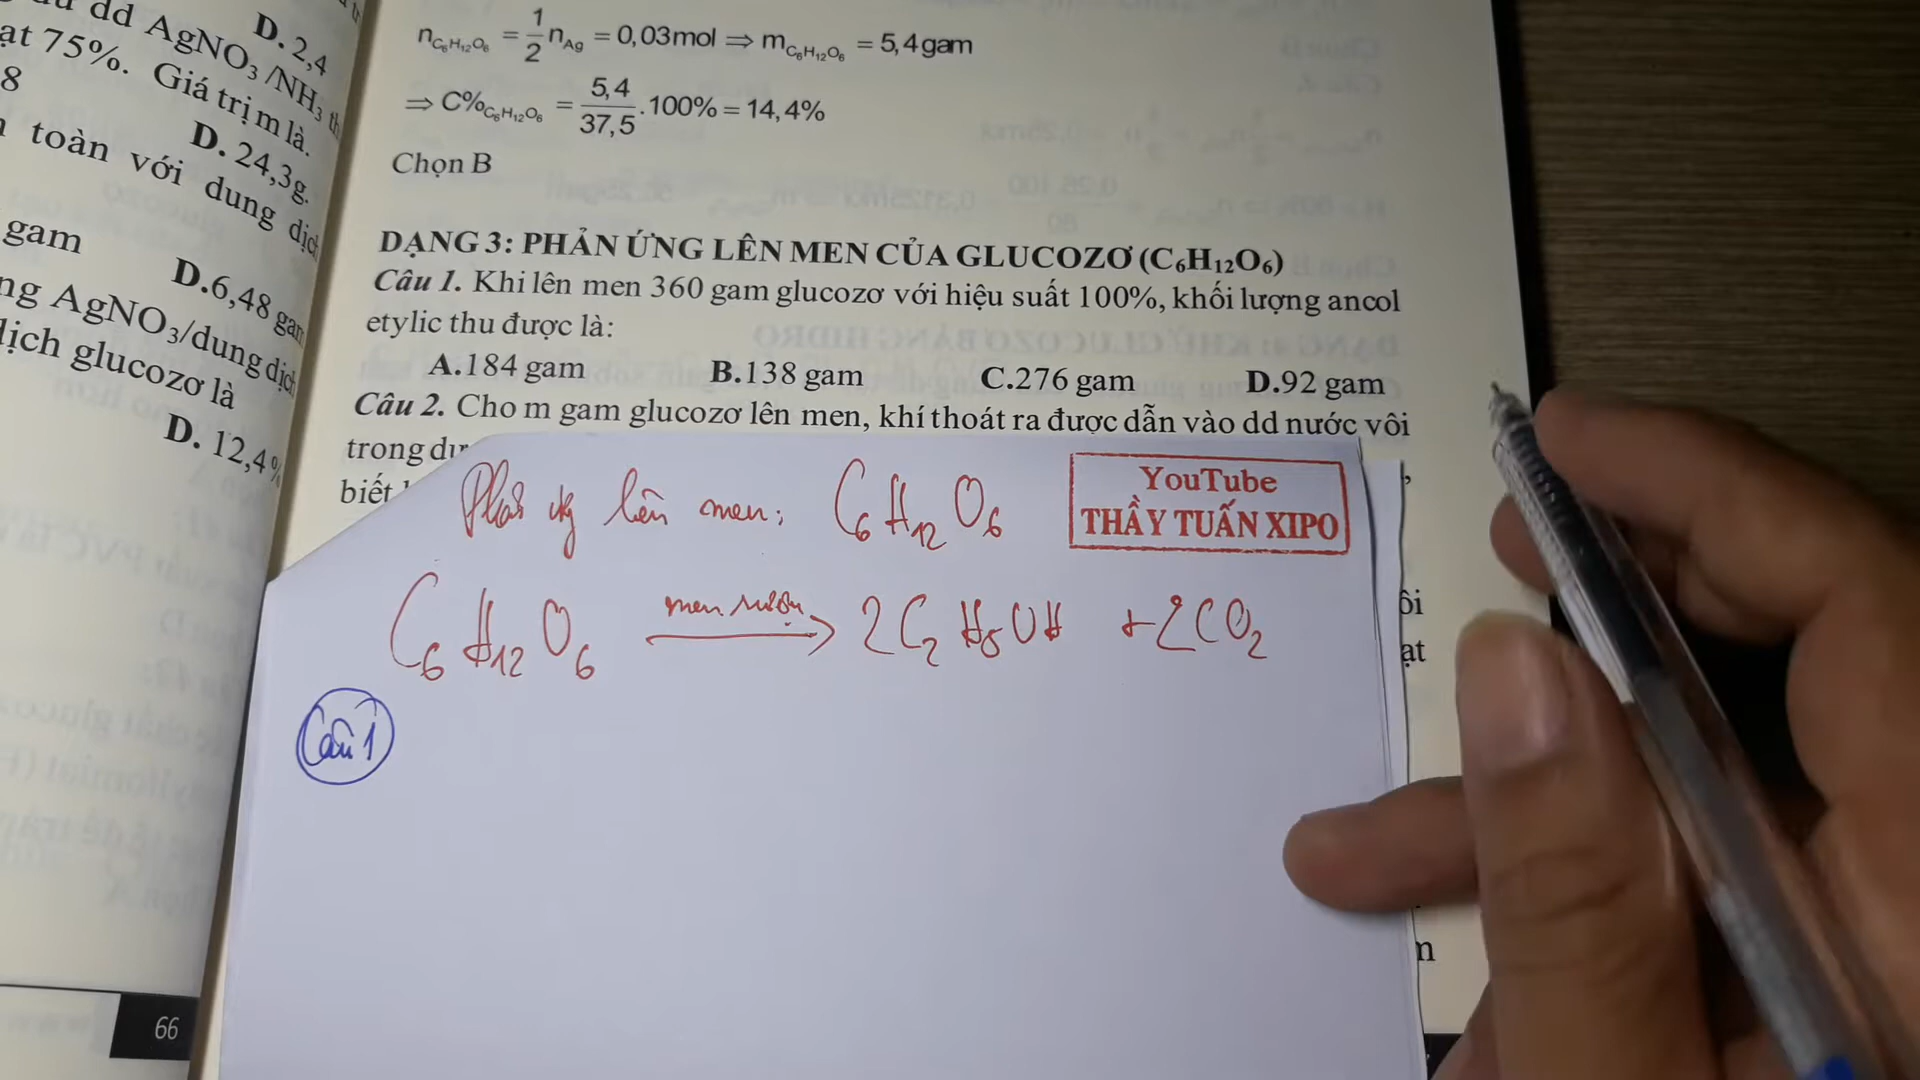 dd AgNO₃/NH₃
D. 2,4
ạt 75%. Giá trị m là.
8
D. 24,3g.
toàn với dung dịch
gam
D.6,48 gam
ng AgNO₃/dung dịch
dịch glucozơ là
D. 12,4%
66
n_{C₆H₁₂O₆} = 1/2 n_{Ag} = 0,03mol ⇒ m_{C₆H₁₂O₆} = 5,4gam
⇒ C%_{C₆H₁₂O₆} = 5,4/37,5 .100% = 14,4%
Chọn B
DẠNG 3: PHẢN ỨNG LÊN MEN CỦA GLUCOZƠ (C₆H₁₂O₆)
Câu 1. Khi lên men 360 gam glucozơ với hiệu suất 100%, khối lượng ancol
etylic thu được là:
A.184 gam B.138 gam C.276 gam D.92 gam
Câu 2. Cho m gam glucozơ lên men, khí thoát ra được dẫn vào dd nước vôi
trong
biết
Phản ứg lên men: C₆H₁₂O₆
YouTube
THẦY TUẤN XIPO
C₆H₁₂O₆ men rượu → 2C₂H₅OH + 2CO₂
Câu 1